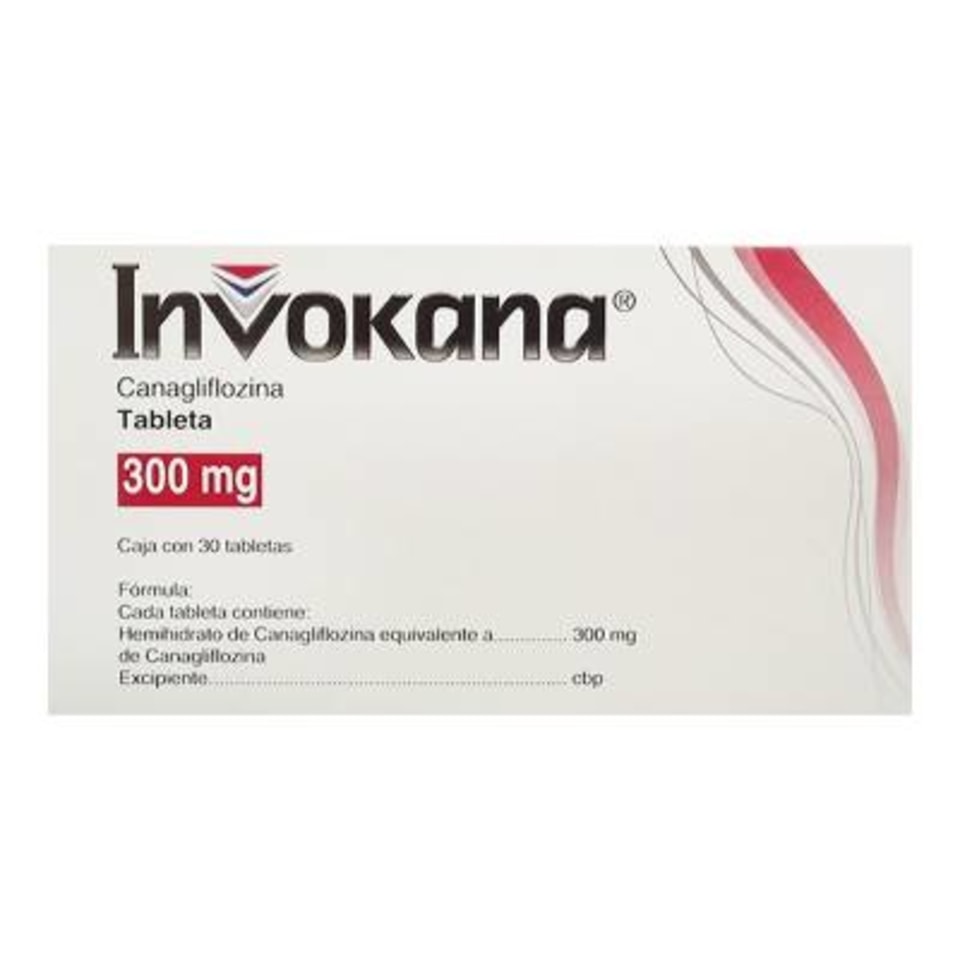 Invokana®
Canagliflozina
Tableta
300 mg
Caja con 30 tabletas
Fórmula:
Cada tableta contiene:
Hemihidrato de Canagliflozina equivalente a............. 300 mg
de Canagliflozina
Excipiente................................................................ cbp